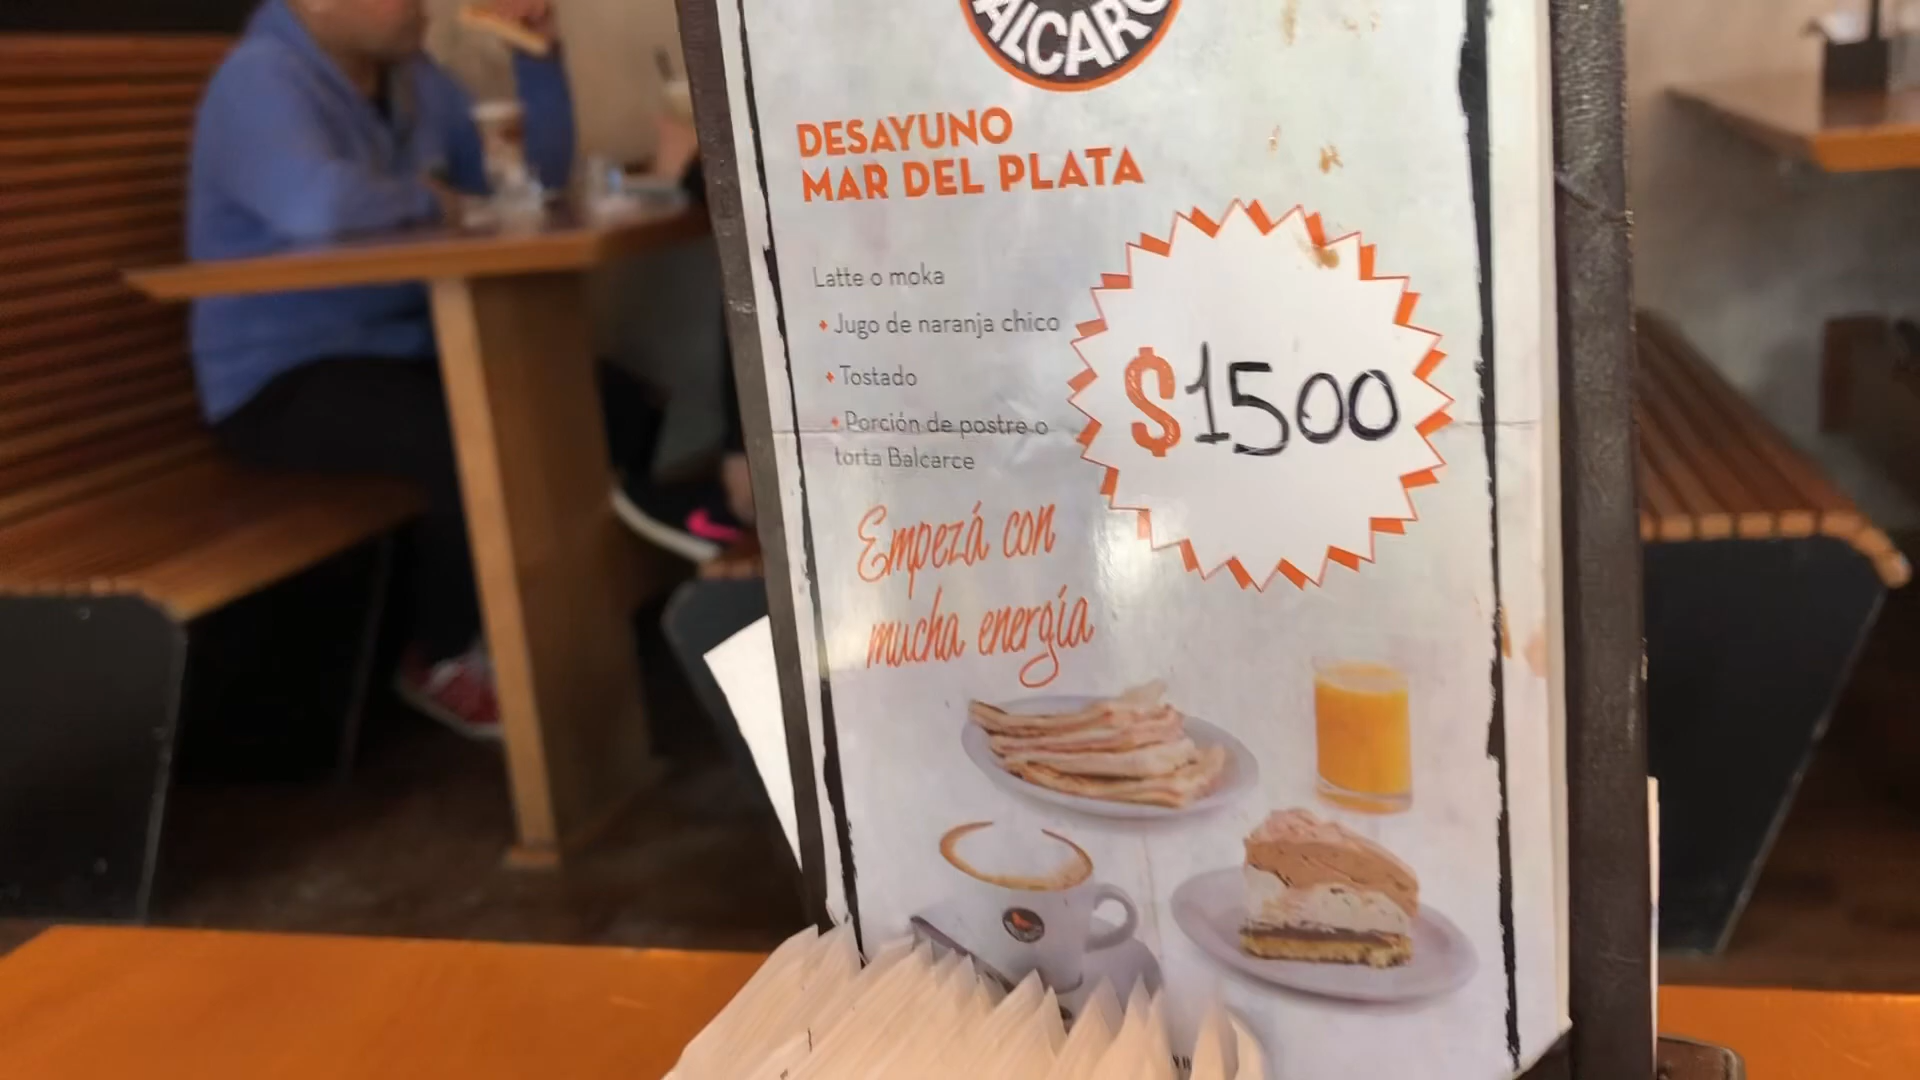 ALCAR
DESAYUNO
MAR DEL PLATA
Latte o moka
+ Jugo de naranja chico
+ Tostado
+ Porción de postre o
torta Balcarce
$1500
Empezá con
mucha energía